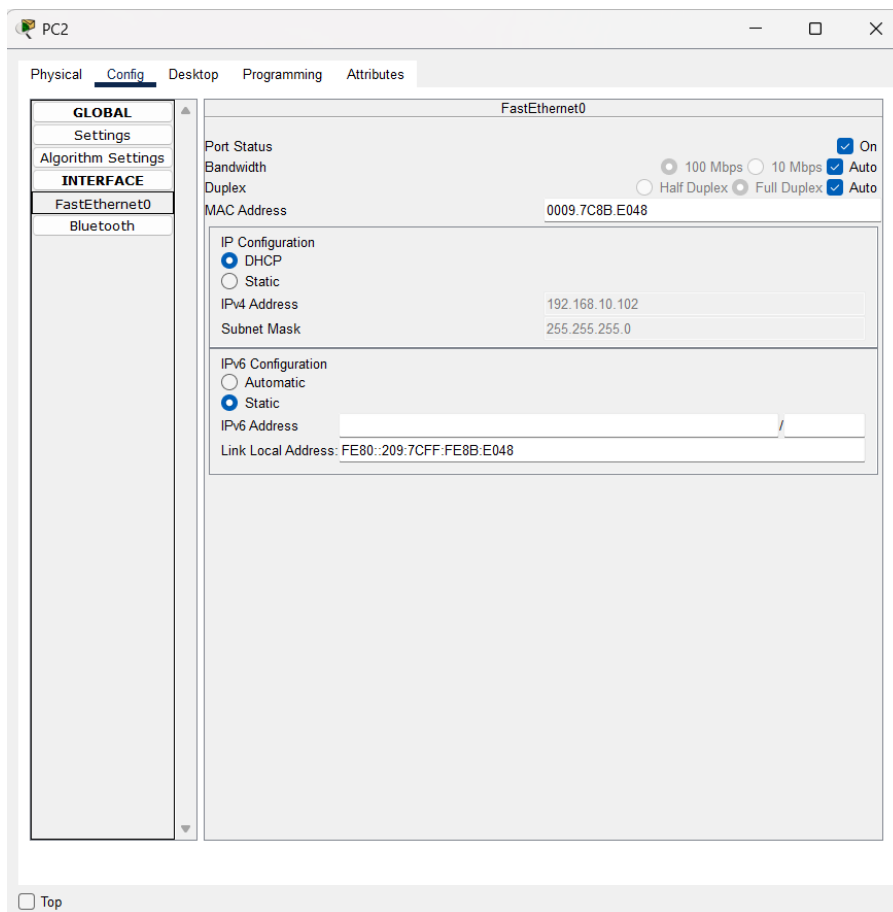 PC2
Physical Config Desktop Programming Attributes
GLOBAL
Settings
Algorithm Settings
INTERFACE
FastEthernet0
Bluetooth
FastEthernet0
Port Status On
Bandwidth 100 Mbps 10 Mbps Auto
Duplex Half Duplex Full Duplex Auto
MAC Address 0009.7C8B.E048
IP Configuration
DHCP
Static
IPv4 Address 192.168.10.102
Subnet Mask 255.255.255.0
IPv6 Configuration
Automatic
Static
IPv6 Address /
Link Local Address: FE80::209:7CFF:FE8B:E048
Top